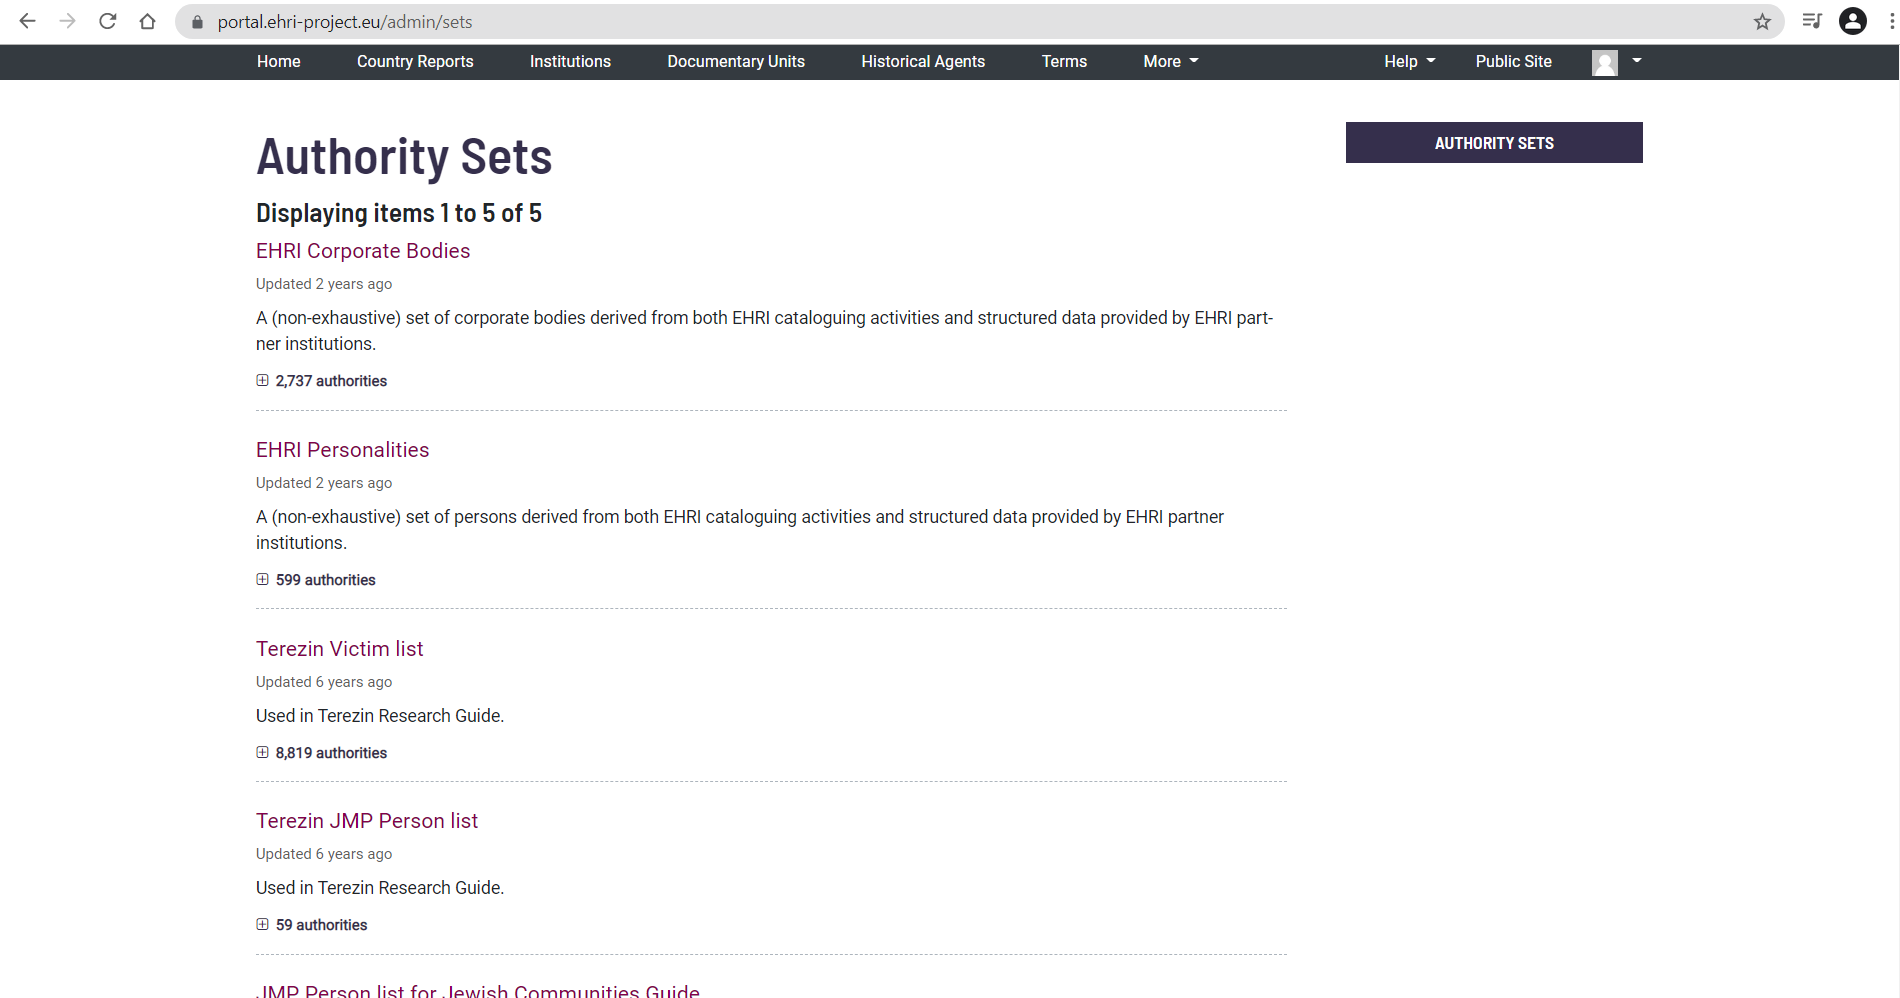 portal.ehri-project.eu/admin/sets
Home Country Reports Institutions Documentary Units Historical Agents Terms More Help Public Site
Authority Sets
AUTHORITY SETS
Displaying items 1 to 5 of 5
EHRI Corporate Bodies
Updated 2 years ago
A (non-exhaustive) set of corporate bodies derived from both EHRI cataloguing activities and structured data provided by EHRI part-
ner institutions.
2,737 authorities
EHRI Personalities
Updated 2 years ago
A (non-exhaustive) set of persons derived from both EHRI cataloguing activities and structured data provided by EHRI partner
institutions.
599 authorities
Terezin Victim list
Updated 6 years ago
Used in Terezin Research Guide.
8,819 authorities
Terezin JMP Person list
Updated 6 years ago
Used in Terezin Research Guide.
59 authorities
JMP Person list for Jewish Communities Guide